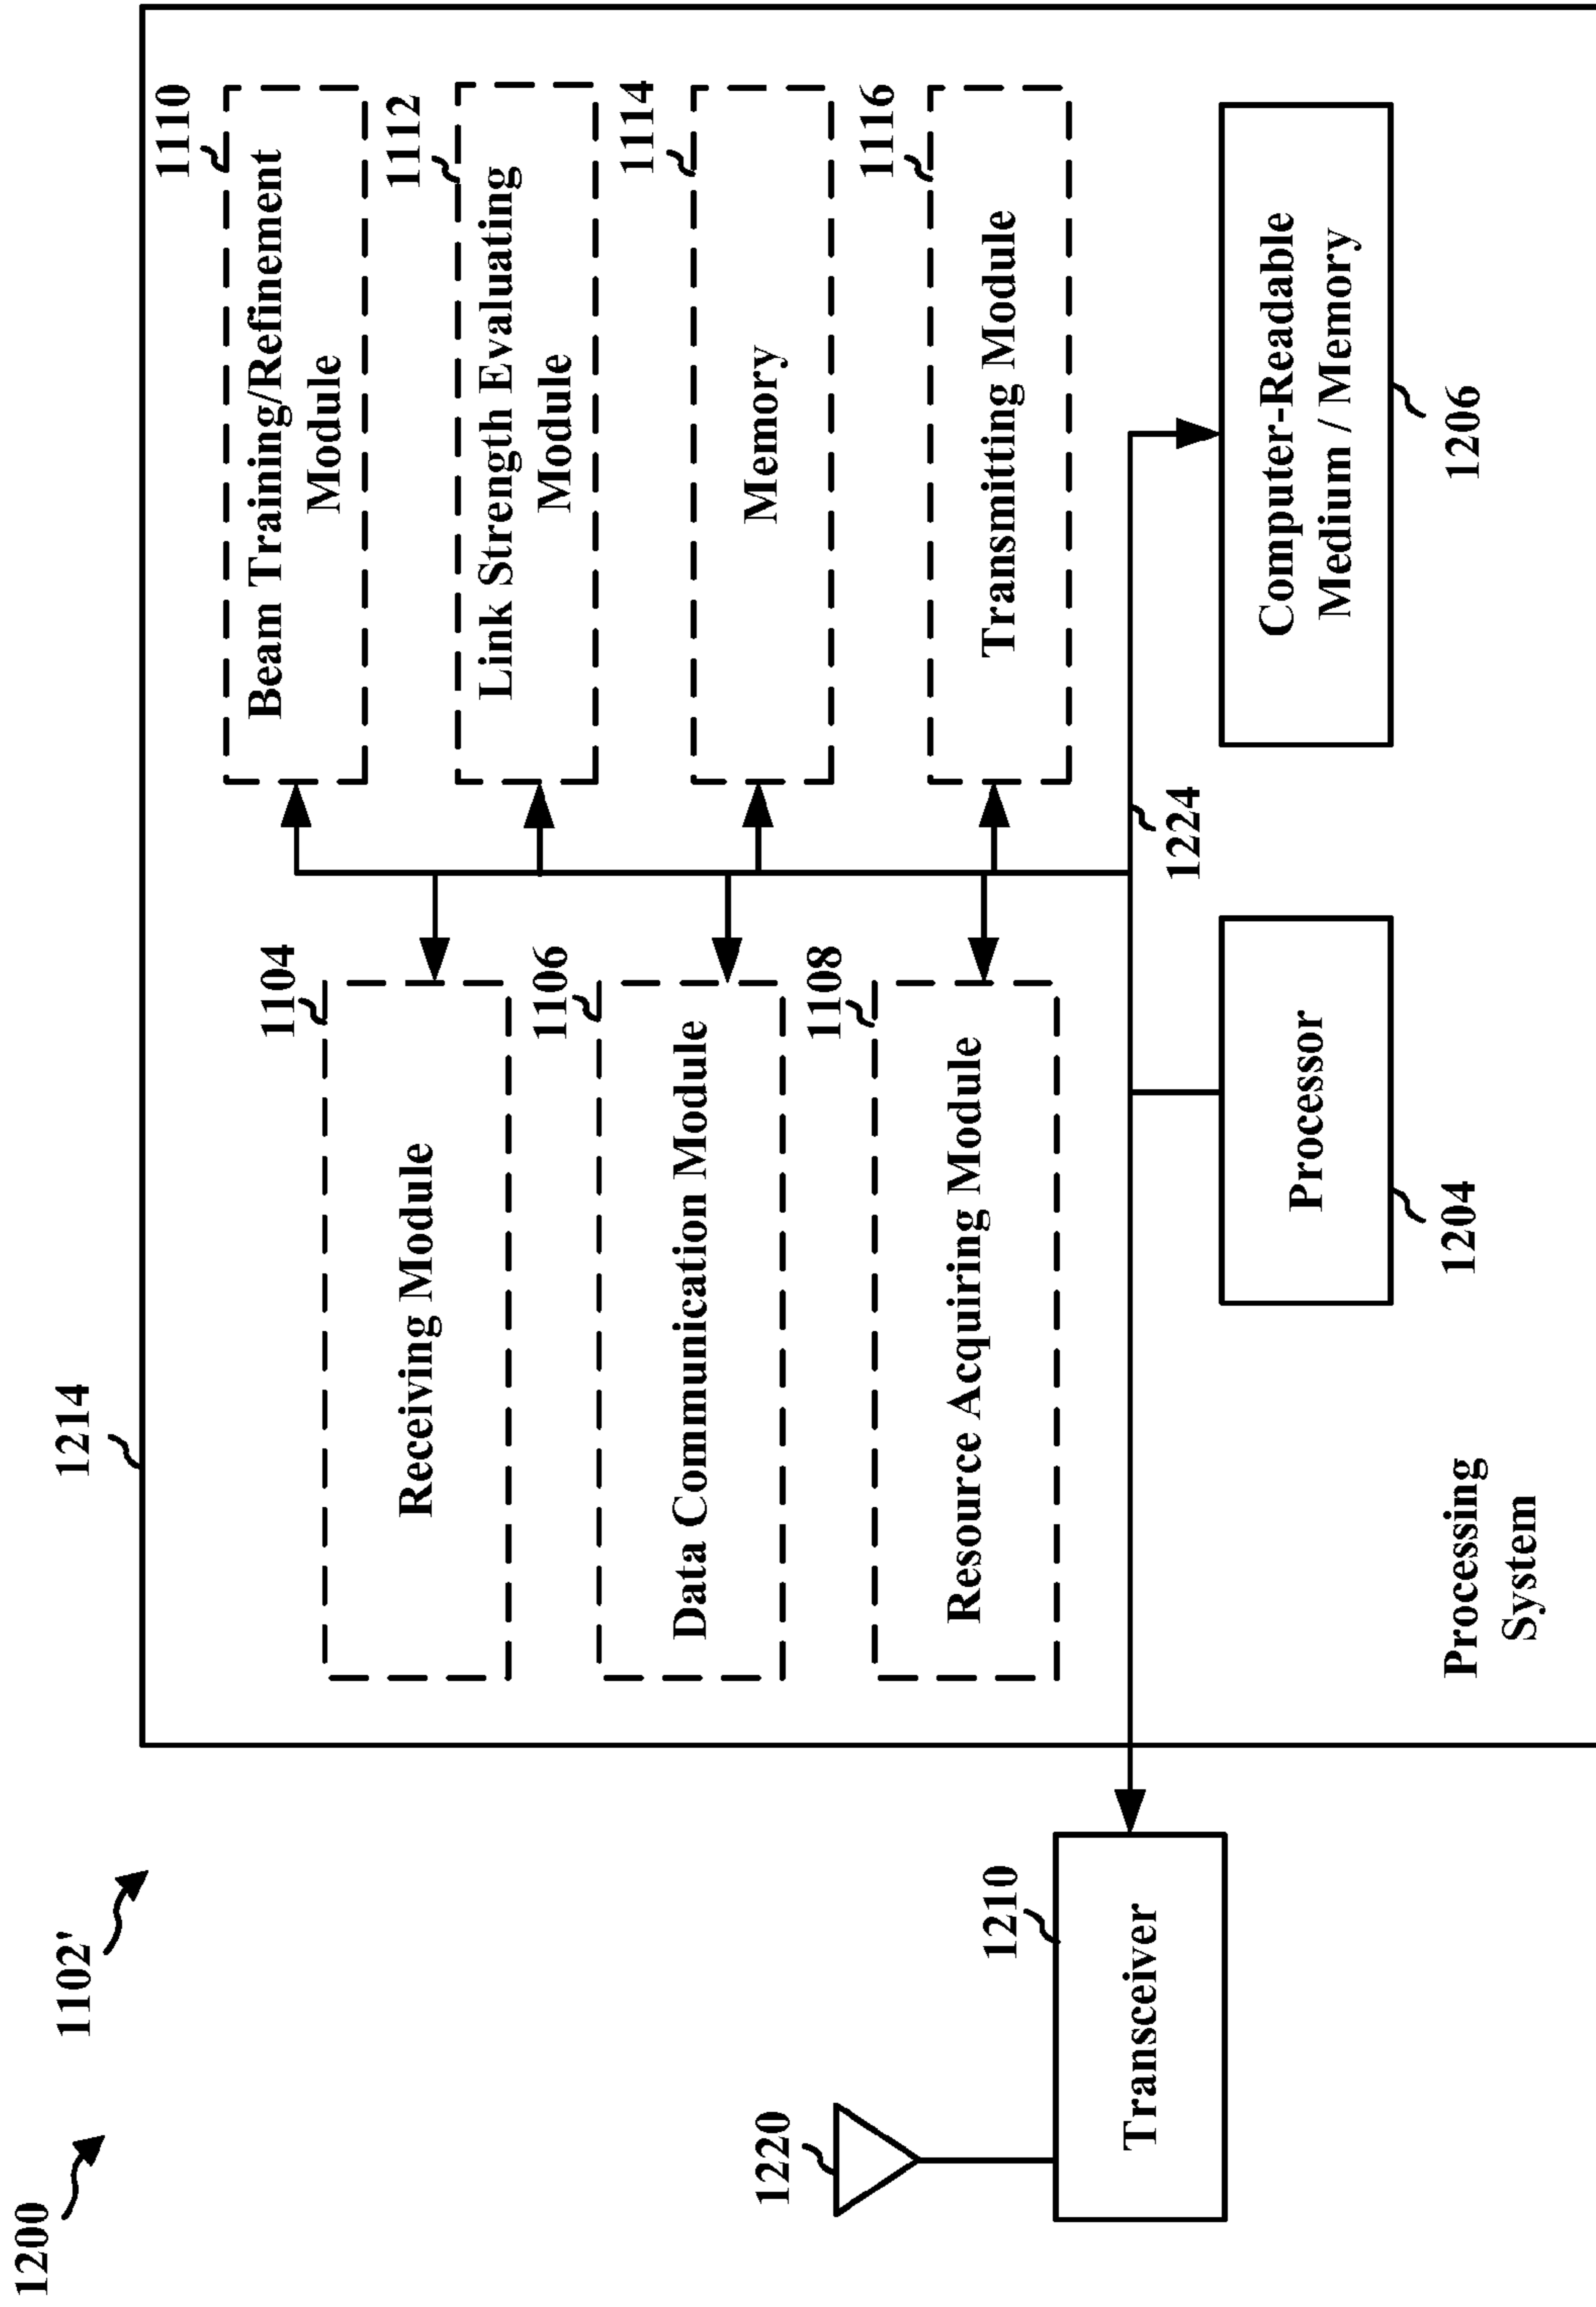 1200
1102'
1214
1220
1210
Transceiver
1104
Receiving Module
1106
Data Communication Module
1108
Resource Acquiring Module
1110
Beam Training/Refinement
Module
1112
Link Strength Evaluating
Module
1114
Memory
1116
Transmitting Module
1224
Processor
1204
Computer-Readable
Medium / Memory
1206
Processing
System